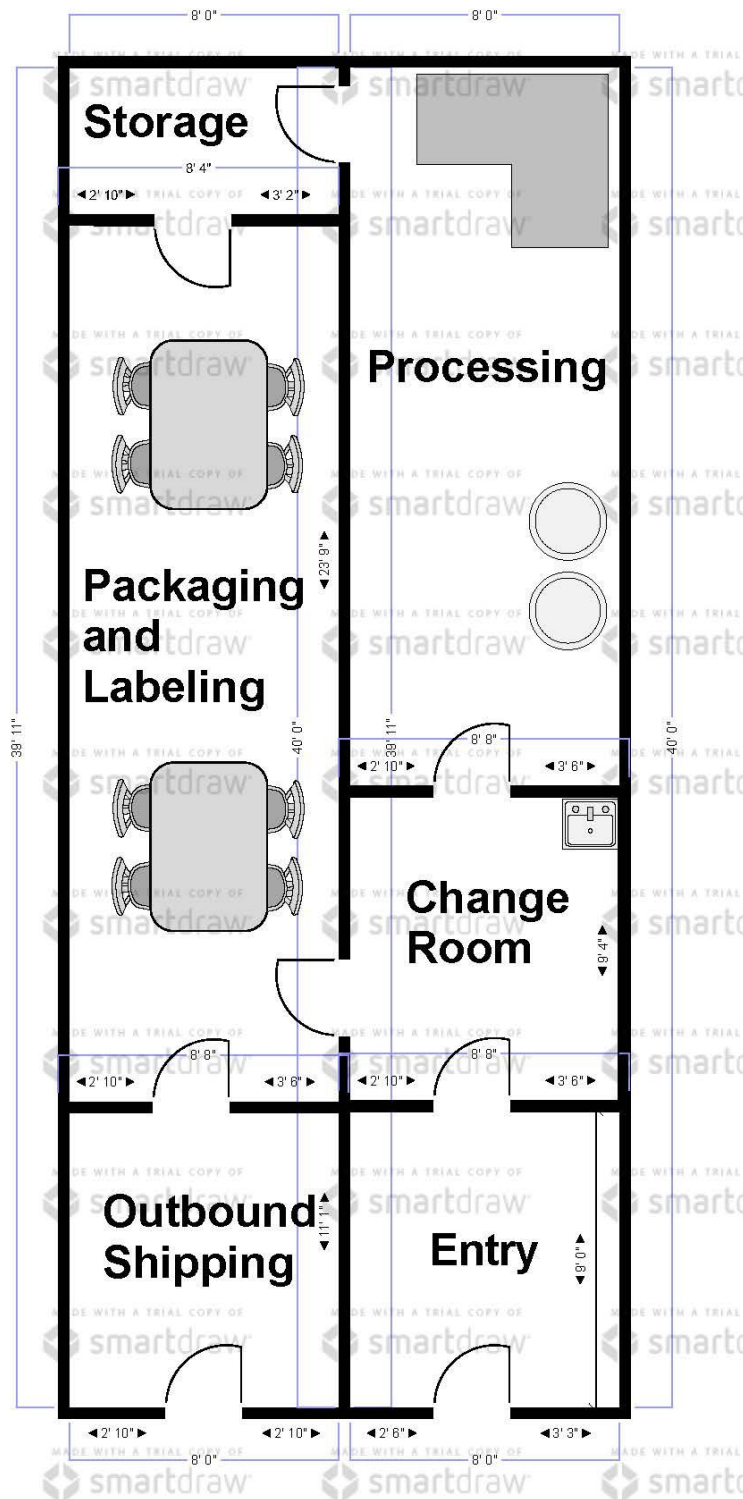 8' 0"
8' 0"
Storage
8' 4"
2' 10"
3' 2"
Processing
Packaging
and
Labeling
23' 9"
39' 11"
40' 0"
39' 11"
40' 0"
8' 8"
2' 10"
3' 6"
Change
Room
9' 4"
8' 8"
2' 10"
3' 6"
8' 8"
2' 10"
3' 6"
Outbound
Shipping
11' 1"
Entry
9' 0"
2' 10"
2' 10"
2' 6"
3' 3"
8' 0"
8' 0"
MADE WITH A TRIAL COPY OF
smartdraw